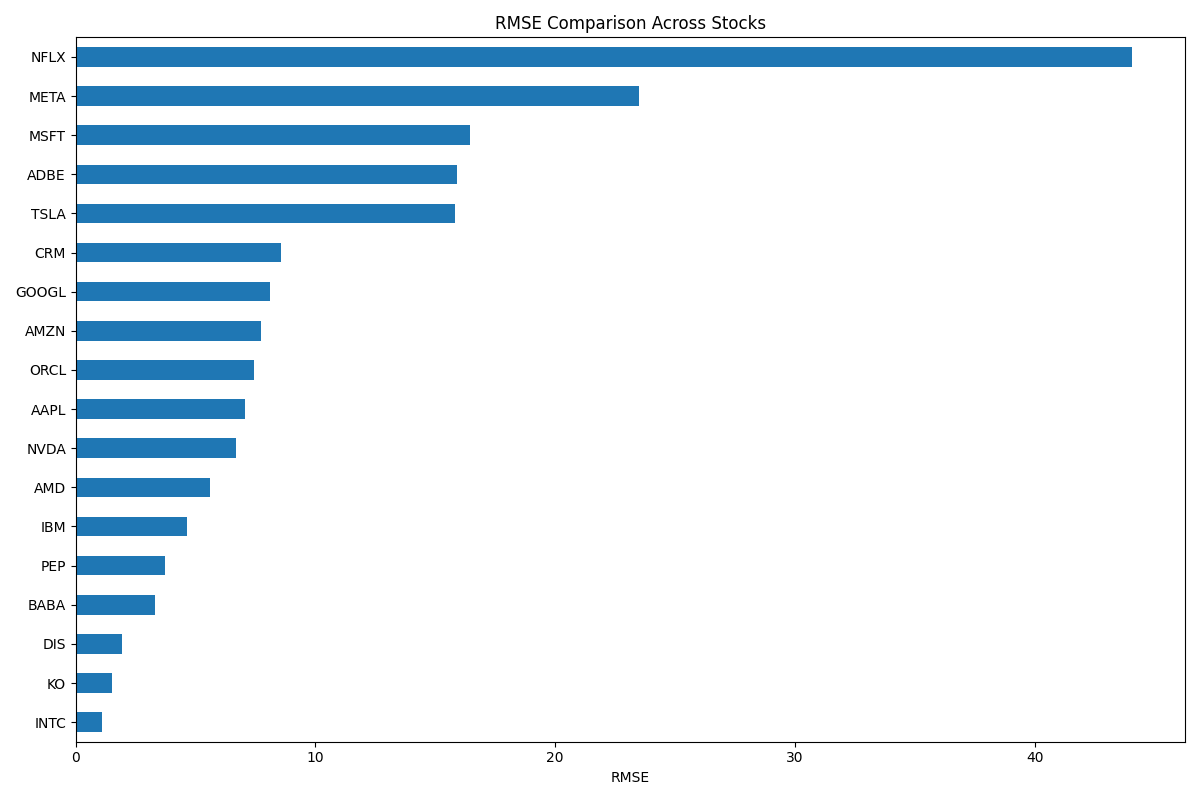 RMSE Comparison Across Stocks
NFLX
META
MSFT
ADBE
TSLA
CRM
GOOGL
AMZN
ORCL
AAPL
NVDA
AMD
IBM
PEP
BABA
DIS
KO
INTC
0 10 20 30 40
RMSE